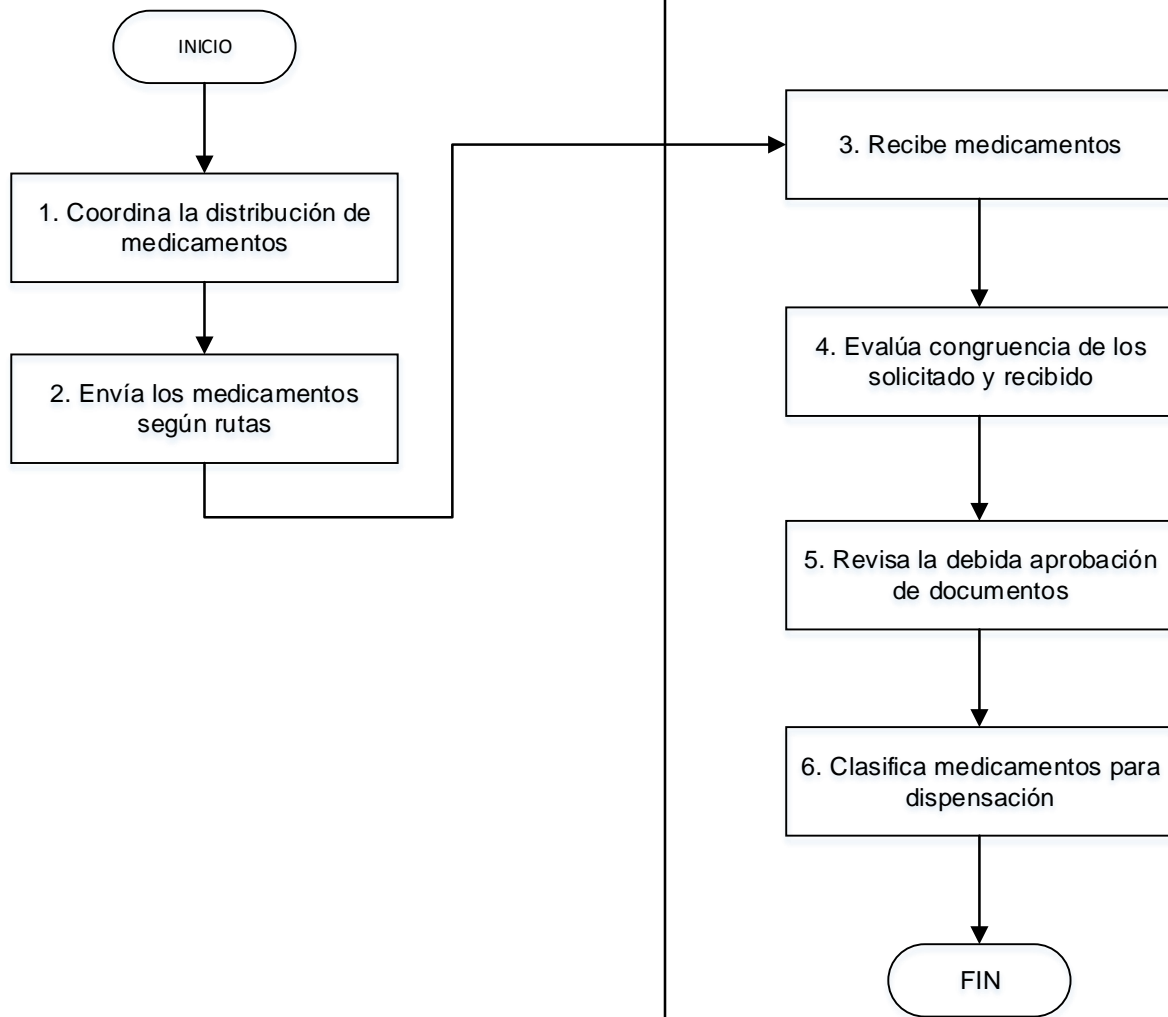 INICIO
1. Coordina la distribución de
medicamentos
2. Envía los medicamentos
según rutas
3. Recibe medicamentos
4. Evalúa congruencia de los
solicitado y recibido
5. Revisa la debida aprobación
de documentos
6. Clasifica medicamentos para
dispensación
FIN